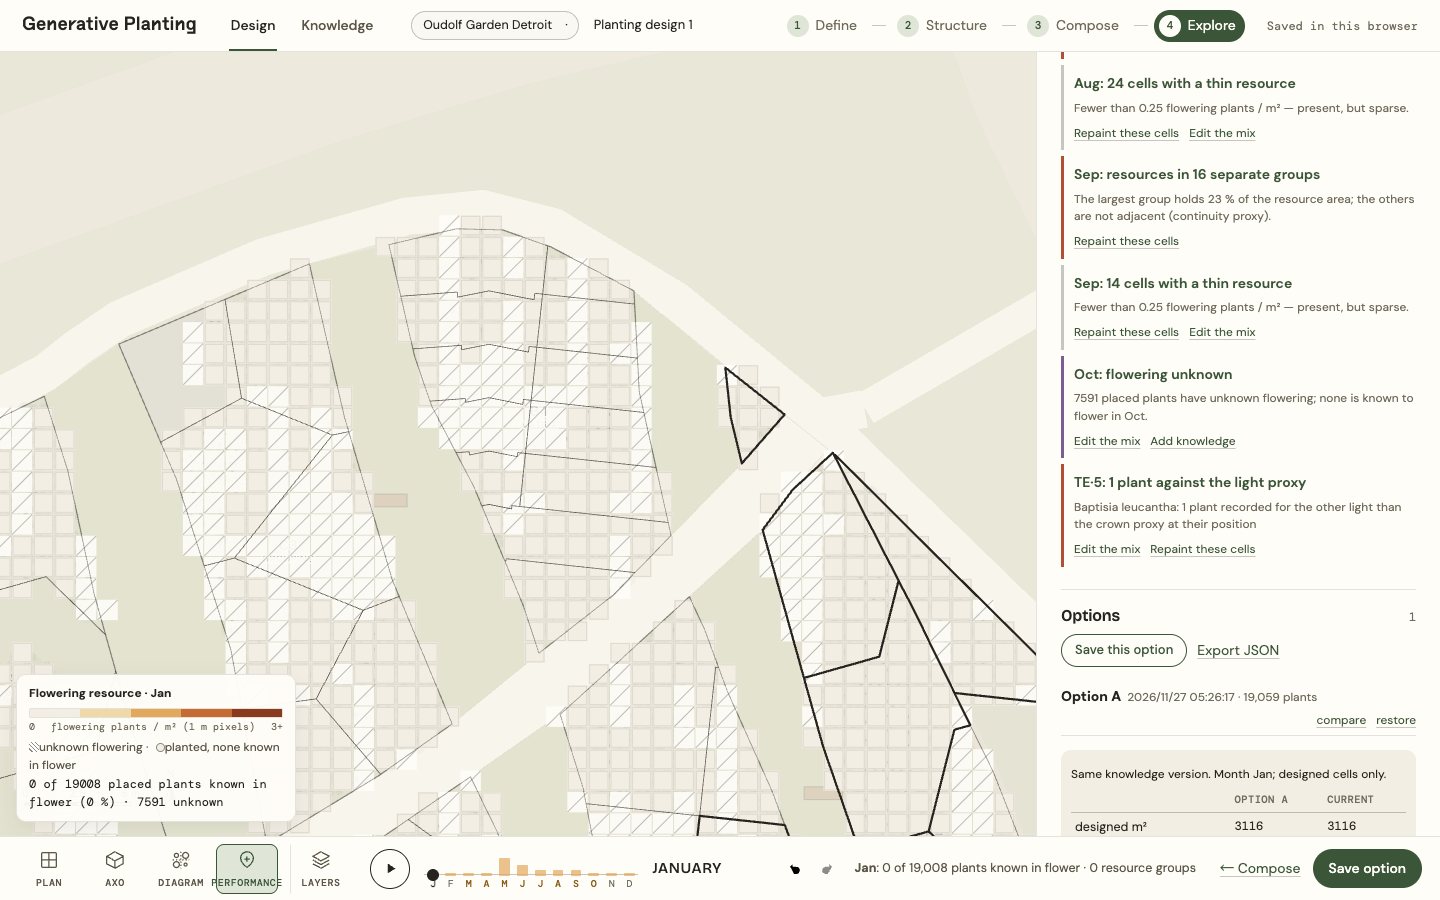 Generative Planting
Design
Knowledge
Oudolf Garden Detroit ·
Planting design 1
1 Define — 2 Structure — 3 Compose — 4 Explore
Saved in this browser
Aug: 24 cells with a thin resource
Fewer than 0.25 flowering plants / m² — present, but sparse.
Repaint these cells Edit the mix
Sep: resources in 16 separate groups
The largest group holds 23 % of the resource area; the others
are not adjacent (continuity proxy).
Repaint these cells
Sep: 14 cells with a thin resource
Fewer than 0.25 flowering plants / m² — present, but sparse.
Repaint these cells Edit the mix
Oct: flowering unknown
7591 placed plants have unknown flowering; none is known to
flower in Oct.
Edit the mix Add knowledge
TE·5: 1 plant against the light proxy
Baptisia leucantha: 1 plant recorded for the other light than
the crown proxy at their position
Edit the mix Repaint these cells
Options 1
Save this option Export JSON
Option A 2026/11/27 05:26:17 · 19,059 plants
compare restore
Same knowledge version. Month Jan; designed cells only.
OPTION A CURRENT
designed m² 3116 3116
Flowering resource · Jan
0 flowering plants / m² (1 m pixels) 3+
unknown flowering · planted, none known
in flower
0 of 19008 placed plants known in
flower (0 %) · 7591 unknown
PLAN AXO DIAGRAM PERFORMANCE LAYERS
J F M A M J J A S O N D
JANUARY
Jan: 0 of 19,008 plants known in flower · 0 resource groups
← Compose
Save option